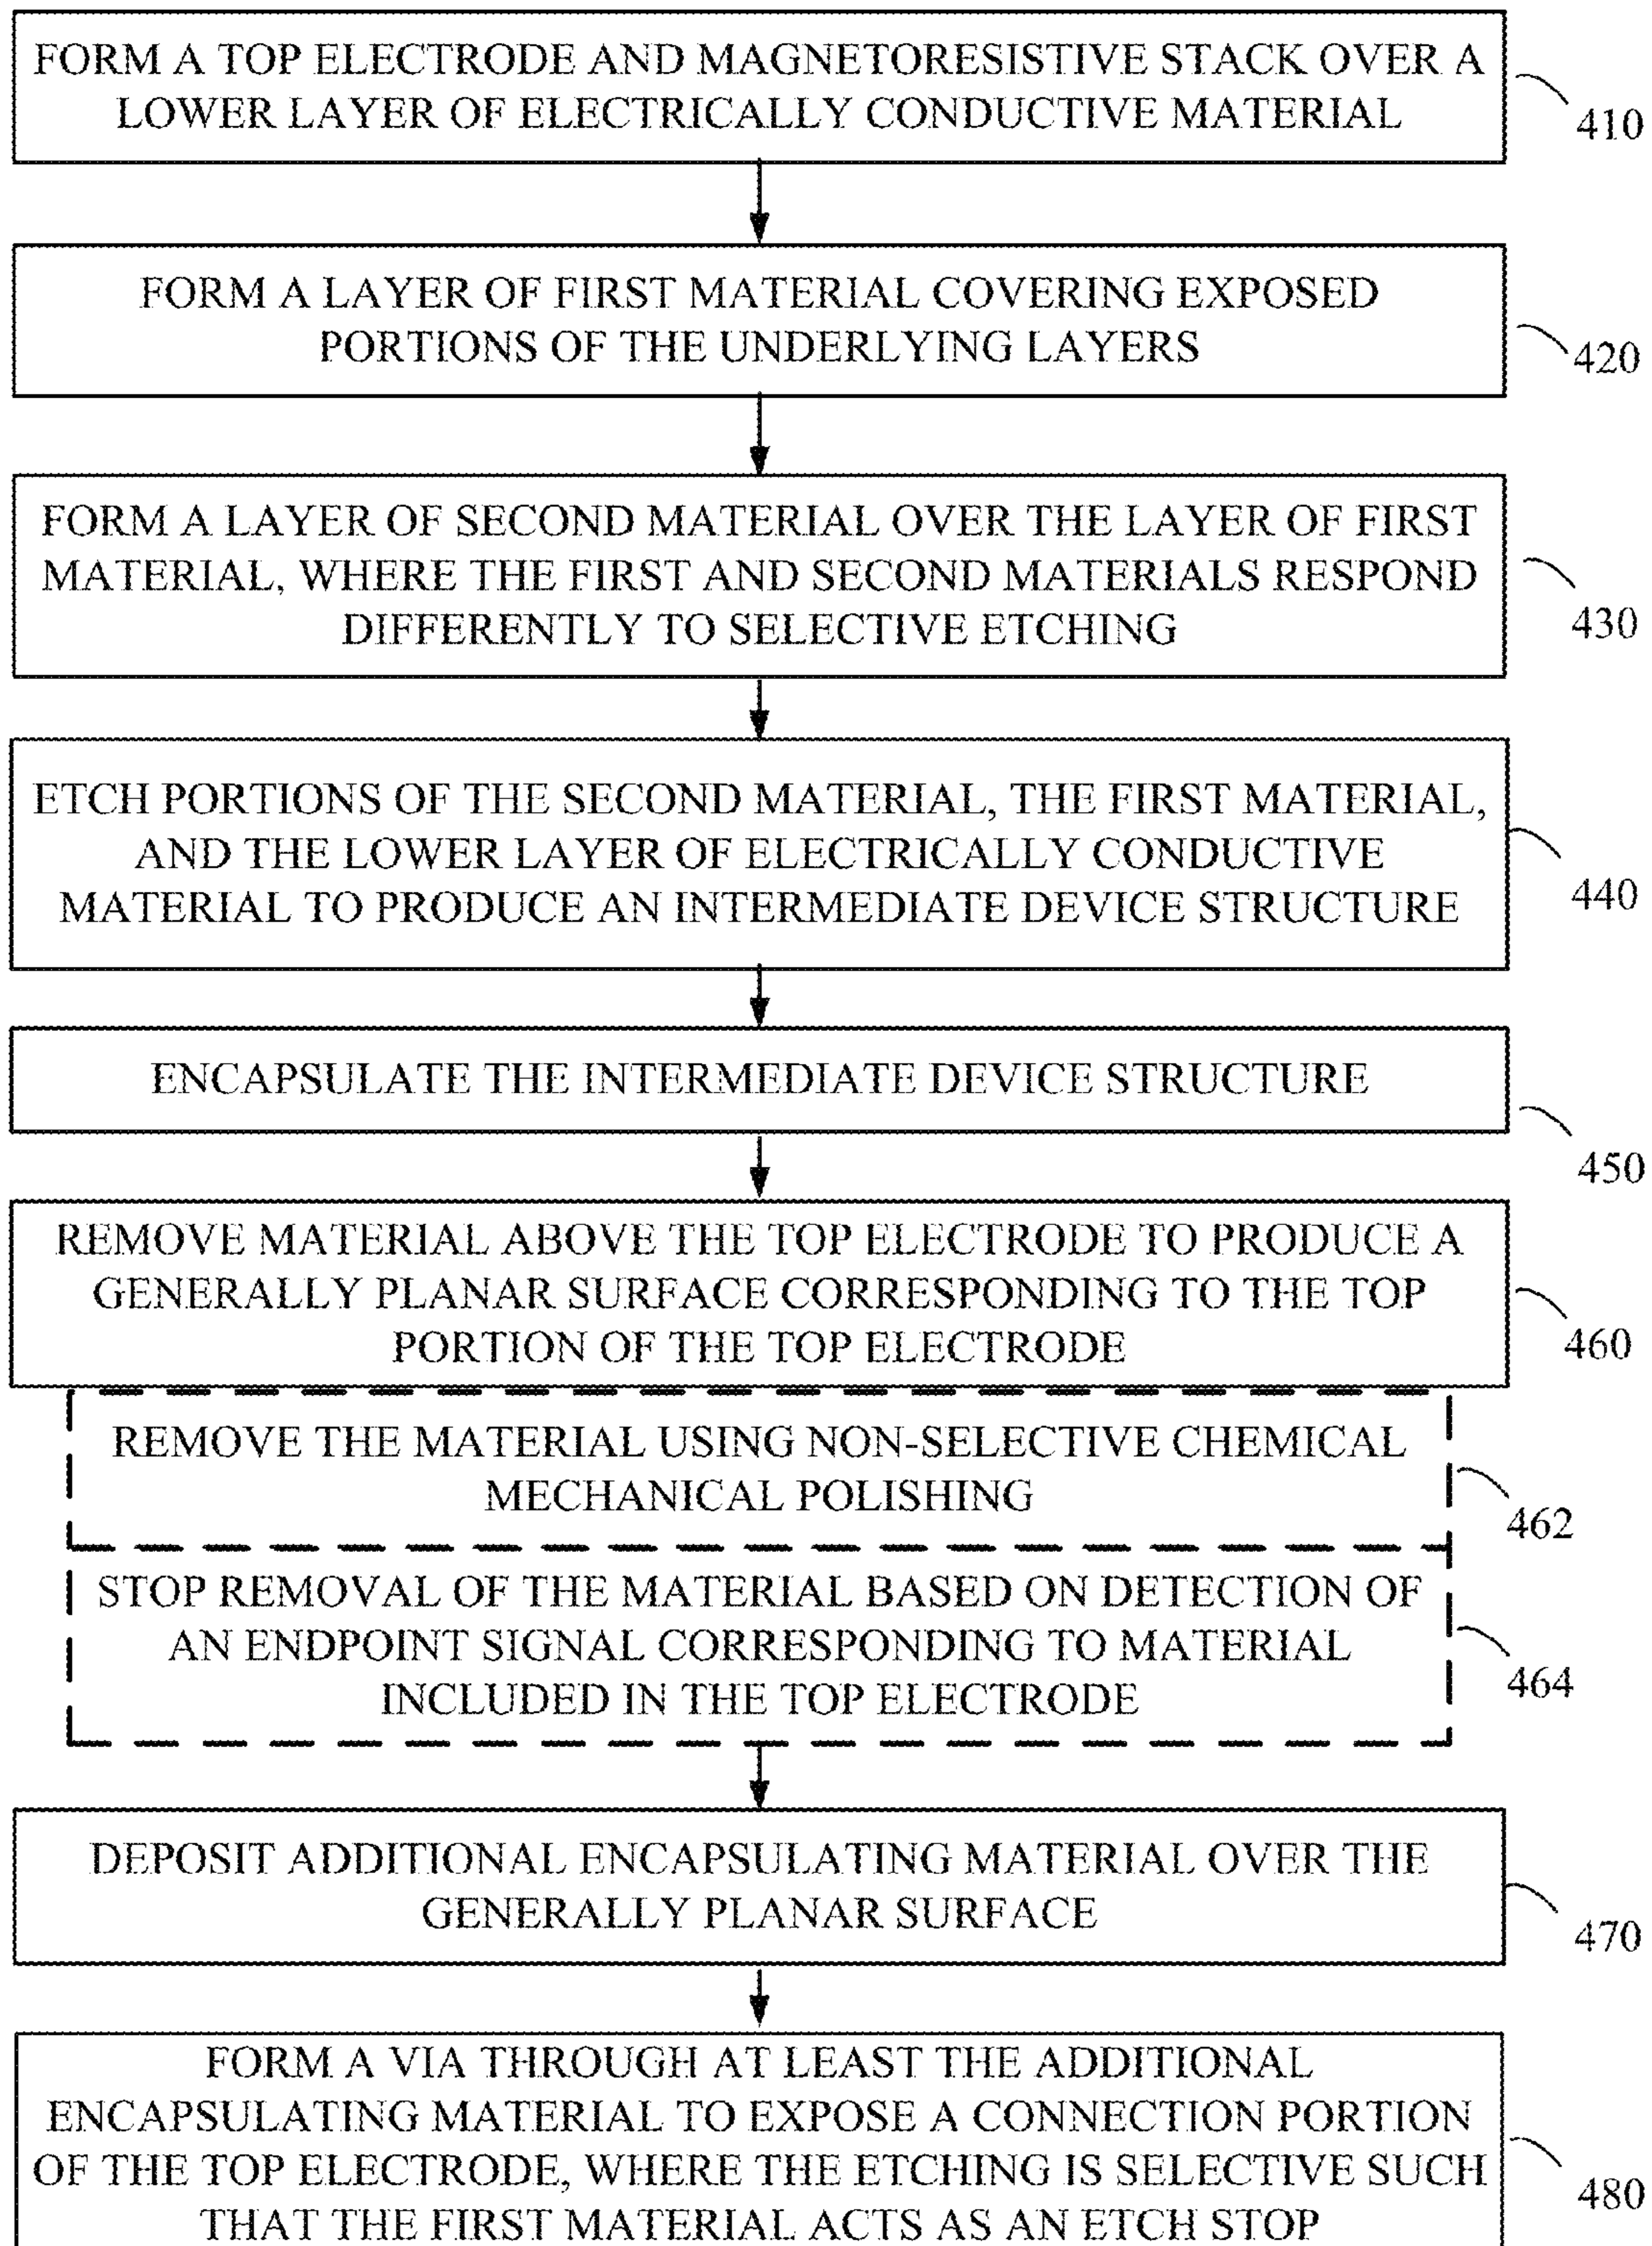 FORM A TOP ELECTRODE AND MAGNETORESISTIVE STACK OVER A
LOWER LAYER OF ELECTRICALLY CONDUCTIVE MATERIAL
410
FORM A LAYER OF FIRST MATERIAL COVERING EXPOSED
PORTIONS OF THE UNDERLYING LAYERS
420
FORM A LAYER OF SECOND MATERIAL OVER THE LAYER OF FIRST
MATERIAL, WHERE THE FIRST AND SECOND MATERIALS RESPOND
DIFFERENTLY TO SELECTIVE ETCHING
430
ETCH PORTIONS OF THE SECOND MATERIAL, THE FIRST MATERIAL,
AND THE LOWER LAYER OF ELECTRICALLY CONDUCTIVE
MATERIAL TO PRODUCE AN INTERMEDIATE DEVICE STRUCTURE
440
ENCAPSULATE THE INTERMEDIATE DEVICE STRUCTURE
450
REMOVE MATERIAL ABOVE THE TOP ELECTRODE TO PRODUCE A
GENERALLY PLANAR SURFACE CORRESPONDING TO THE TOP
PORTION OF THE TOP ELECTRODE
460
REMOVE THE MATERIAL USING NON-SELECTIVE CHEMICAL
MECHANICAL POLISHING
462
STOP REMOVAL OF THE MATERIAL BASED ON DETECTION OF
AN ENDPOINT SIGNAL CORRESPONDING TO MATERIAL
INCLUDED IN THE TOP ELECTRODE
464
DEPOSIT ADDITIONAL ENCAPSULATING MATERIAL OVER THE
GENERALLY PLANAR SURFACE
470
FORM A VIA THROUGH AT LEAST THE ADDITIONAL
ENCAPSULATING MATERIAL TO EXPOSE A CONNECTION PORTION
OF THE TOP ELECTRODE, WHERE THE ETCHING IS SELECTIVE SUCH
THAT THE FIRST MATERIAL ACTS AS AN ETCH STOP
480